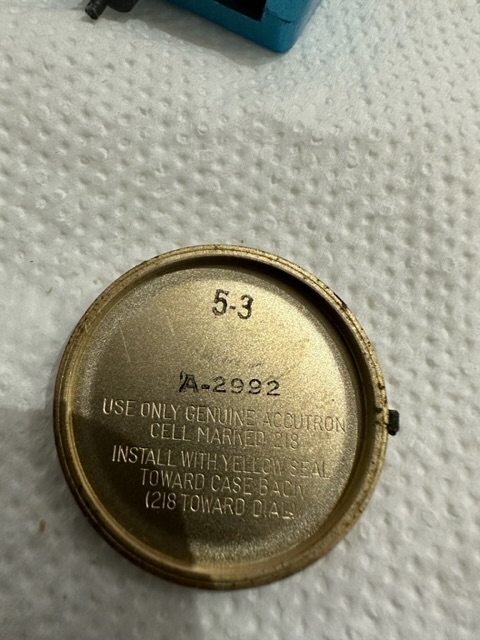 5-3
A-2992
USE ONLY GENUINE ACCUTRON
CELL MARKED 218
INSTALL WITH YELLOW SEAL
TOWARD CASE BACK
(218 TOWARD DIAL)